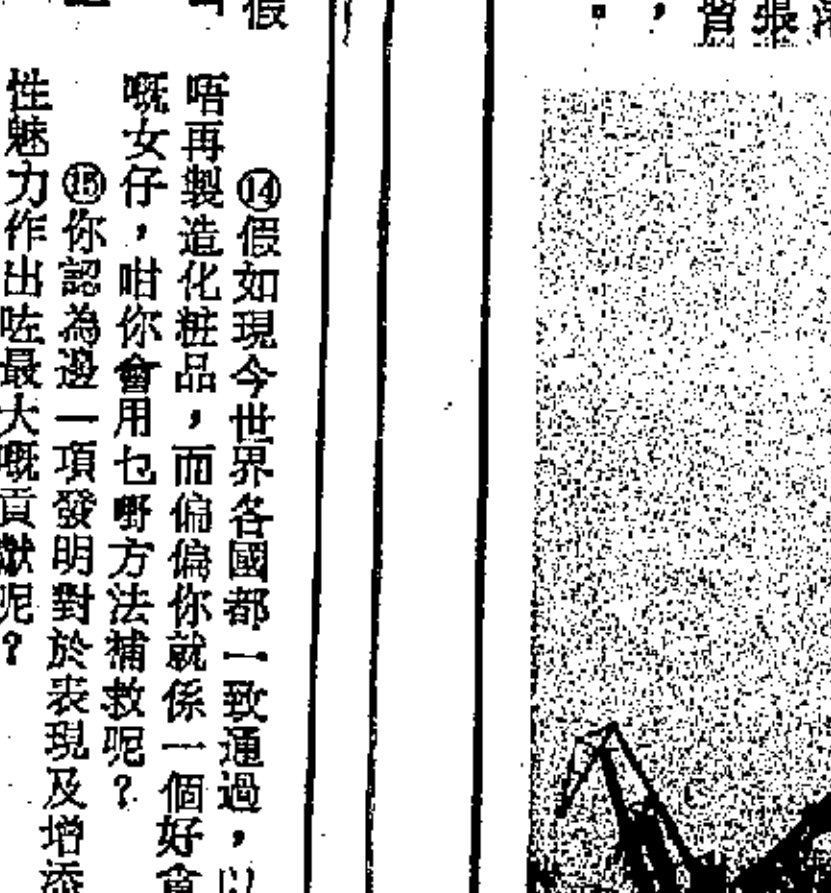 張
⑭假如現今世界各國都一致通過，以
唔再製造化粧品，而偏偏你就係一個好貪
嘅女仔，咁你會用乜嘢方法補救呢？
⑮你認為邊一項發明對於表現及增添
性魅力作出咗最大嘅貢獻呢？
假